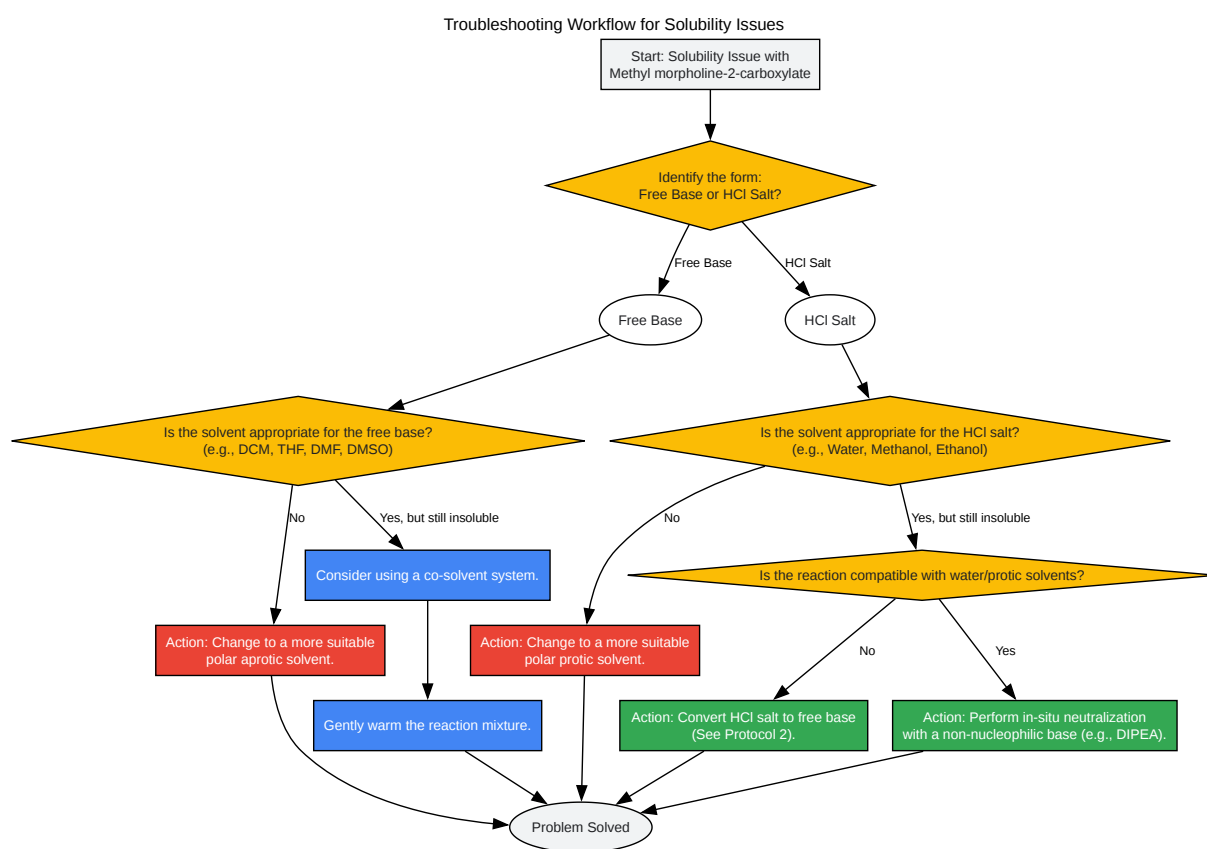 Troubleshooting Workflow for Solubility Issues
Start: Solubility Issue with
Methyl morpholine-2-carboxylate
Identify the form:
Free Base or HCl Salt?
Free Base
HCl Salt
Free Base
HCl Salt
Is the solvent appropriate for the free base?
(e.g., DCM, THF, DMF, DMSO)
Is the solvent appropriate for the HCl salt?
(e.g., Water, Methanol, Ethanol)
No
Yes, but still insoluble
No
Yes, but still insoluble
Consider using a co-solvent system.
Is the reaction compatible with water/protic solvents?
Action: Change to a more suitable
polar aprotic solvent.
Action: Change to a more suitable
polar protic solvent.
No
Yes
Gently warm the reaction mixture.
Action: Convert HCl salt to free base
(See Protocol 2).
Action: Perform in-situ neutralization
with a non-nucleophilic base (e.g., DIPEA).
Problem Solved